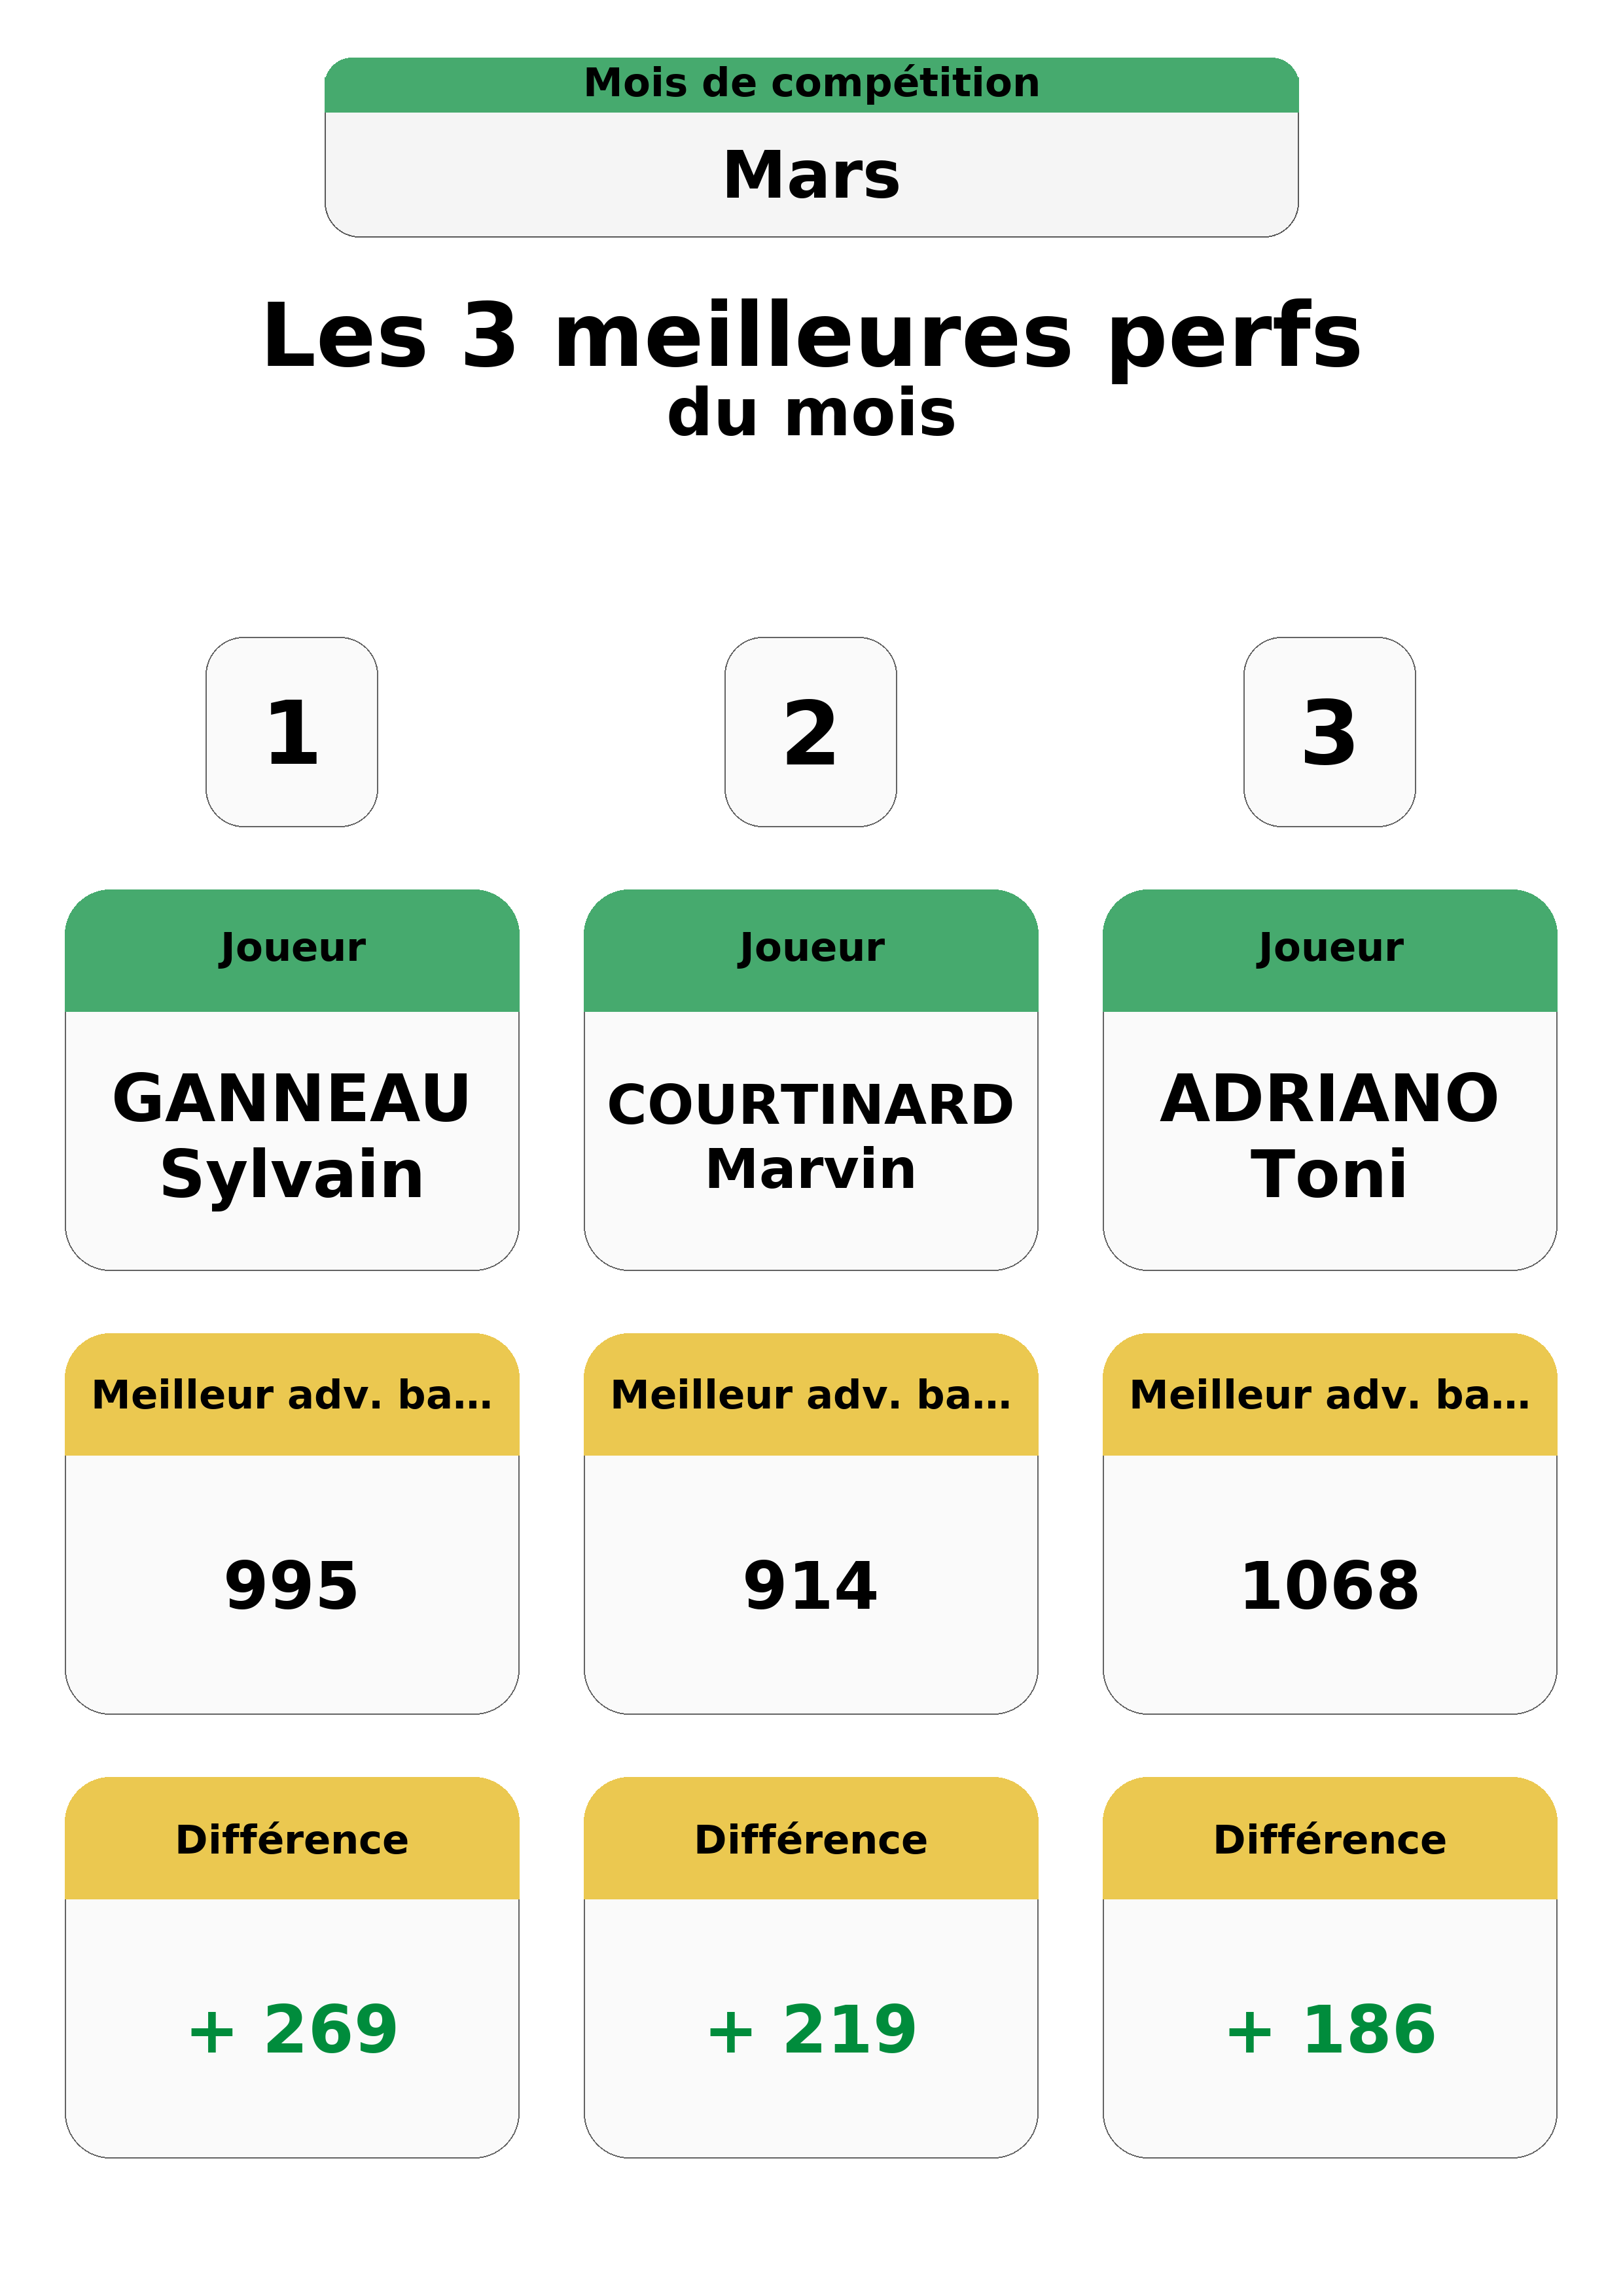 Mois de compétition
Mars
Les 3 meilleures perfs
du mois
1
2
3
Joueur
Joueur
Joueur
GANNEAU
Sylvain
COURTINARD
Marvin
ADRIANO
Toni
Meilleur adv. ba...
Meilleur adv. ba...
Meilleur adv. ba...
995
914
1068
Différence
Différence
Différence
+ 269
+ 219
+ 186